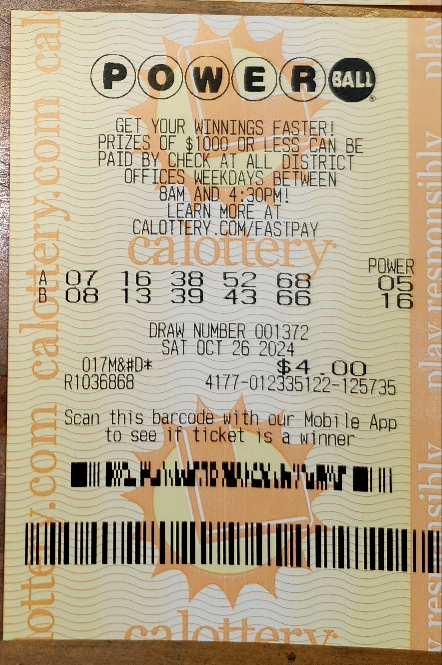 POWERBALL
GET YOUR WINNINGS FASTER!
PRIZES OF $1000 OR LESS CAN BE
PAID BY CHECK AT ALL DISTRICT
OFFICES WEEKDAYS BETWEEN
8AM AND 4:30PM!
LEARN MORE AT
CALOTTERY.COM/FASTPAY
calottery
POWER
A 07 16 38 52 68 05
B 08 13 39 43 66 16
DRAW NUMBER 001372
SAT OCT 26 2024
017M&#D* $4.00
R1036868 4177-012335122-125735
Scan this barcode with our Mobile App
to see if ticket is a winner
calottery
calottery.com calottery.com cal
play responsibly play